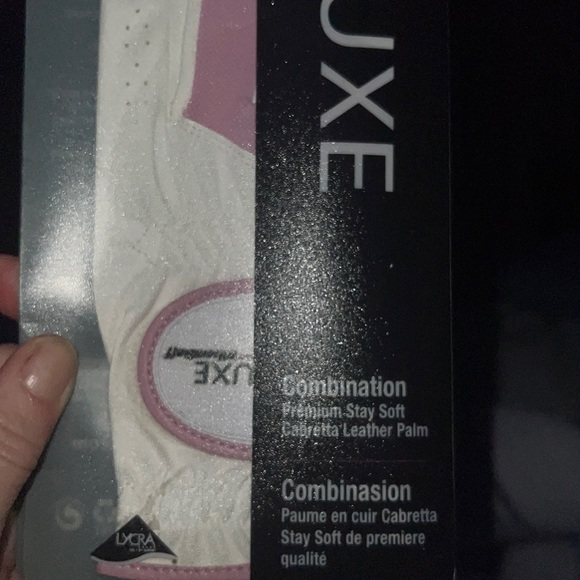 UXE
UXE
Combination
Premium Stay Soft
Cabretta Leather Palm
Combinasion
Paume en cuir Cabretta
Stay Soft de premiere
qualité
LYCRA